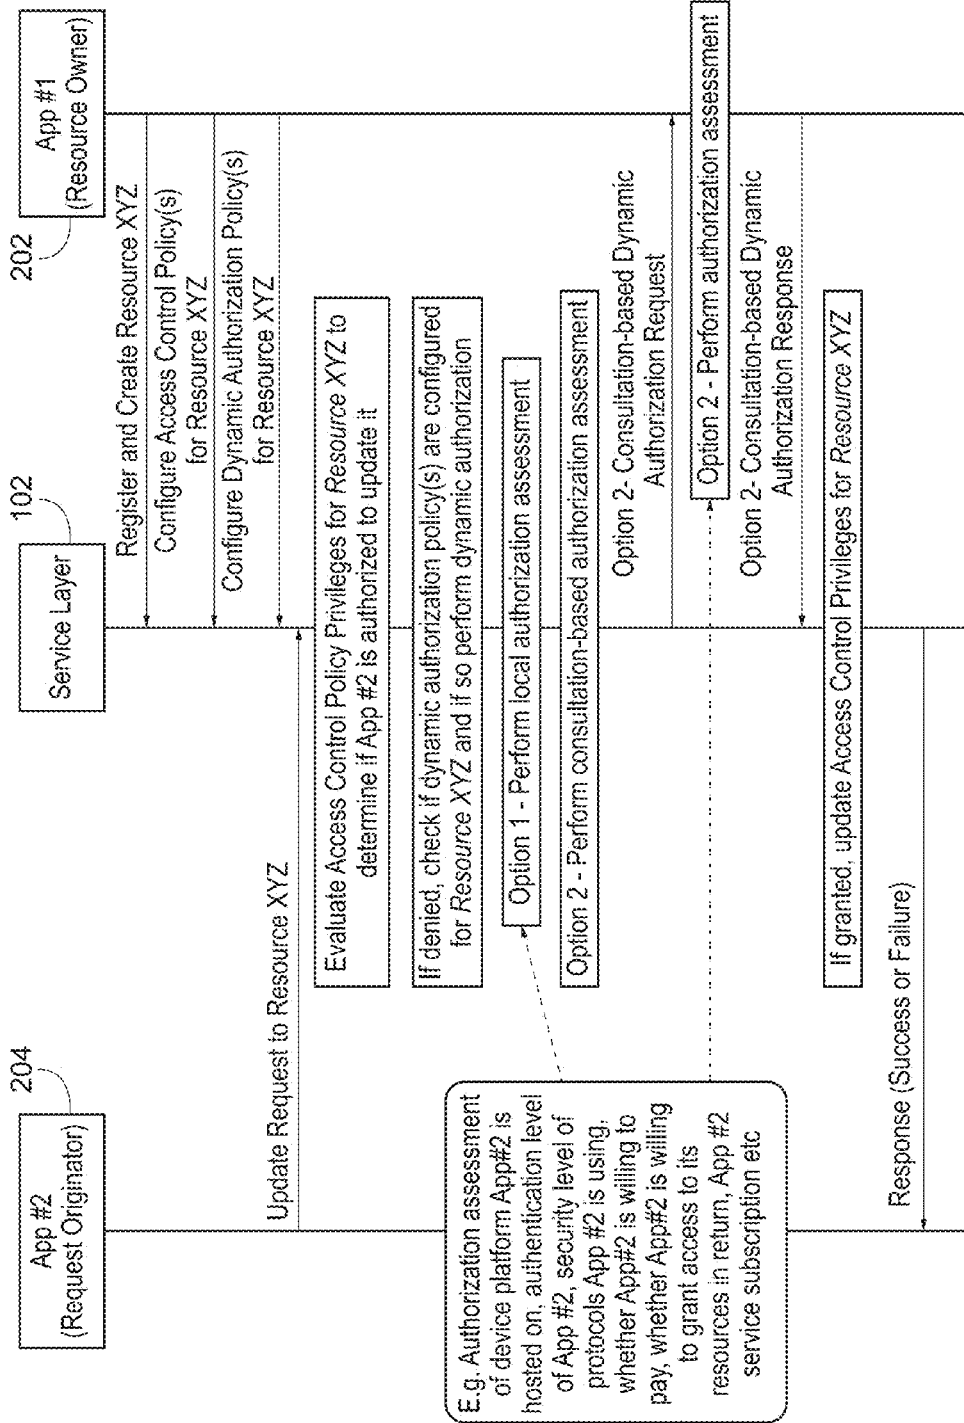 App #2
(Request Originator)
204
Service Layer
102
App #1
(Resource Owner)
202
Register and Create Resource XYZ
Configure Access Control Policy(s)
for Resource XYZ
Configure Dynamic Authorization Policy(s)
for Resource XYZ
Update Request to Resource XYZ
Evaluate Access Control Policy Privileges for Resource XYZ to
determine if App #2 is authorized to update it
If denied, check if dynamic authorization policy(s) are configured
for Resource XYZ and if so perform dynamic authorization
E.g. Authorization assessment
of device platform App#2 is
hosted on, authentication level
of App #2, security level of
protocols App #2 is using,
whether App#2 is willing to
pay, whether App#2 is willing
to grant access to its
resources in return, App #2
service subscription etc
Option 1 - Perform local authorization assessment
Option 2 - Perform consultation-based authorization assessment
Option 2- Consultation-based Dynamic
Authorization Request
Option 2 - Perform authorization assessment
Option 2- Consultation-based Dynamic
Authorization Response
If granted, update Access Control Privileges for Resource XYZ
Response (Success or Failure)